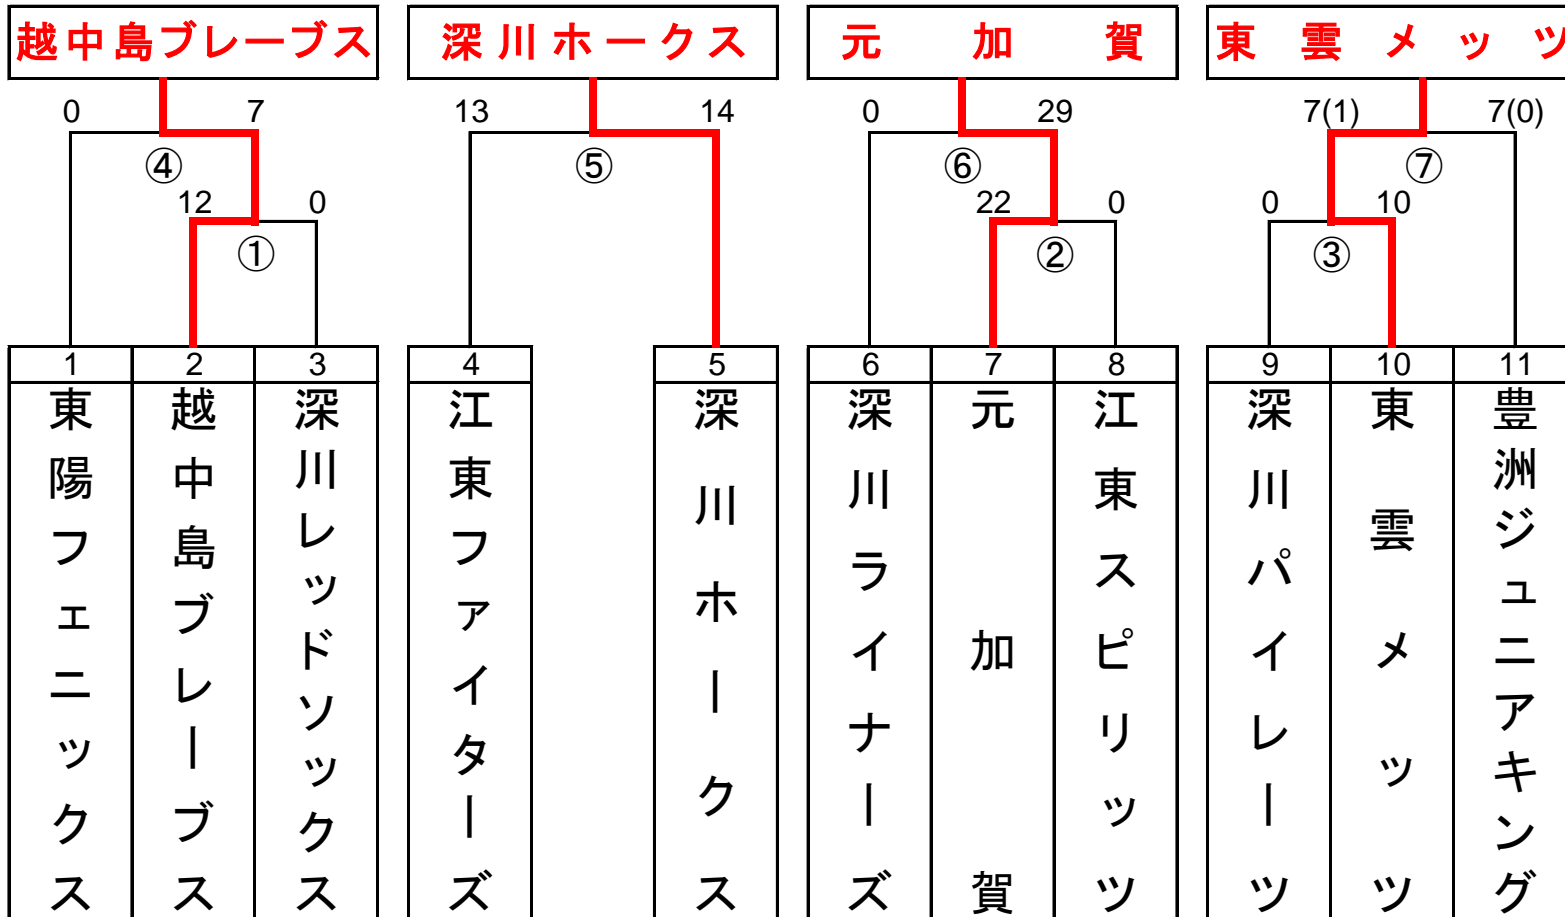 越中島ブレーブス 深川ホークス 元加賀 東雲メッツ
0 7 13 14 0 29 7(1) 7(0)
④ ⑤ ⑥ ⑦
12 0 22 0 0 10
① ② ③
1 2 3 4 5 6 7 8 9 10 11
東陽フェニックス
越中島ブレーブス
深川レッドソックス
江東ファイターズ
深川ホークス
深川ライナーズ
元加賀
江東スピリッツ
深川パイレーツ
東雲メッツ
豊洲ジュニアキング